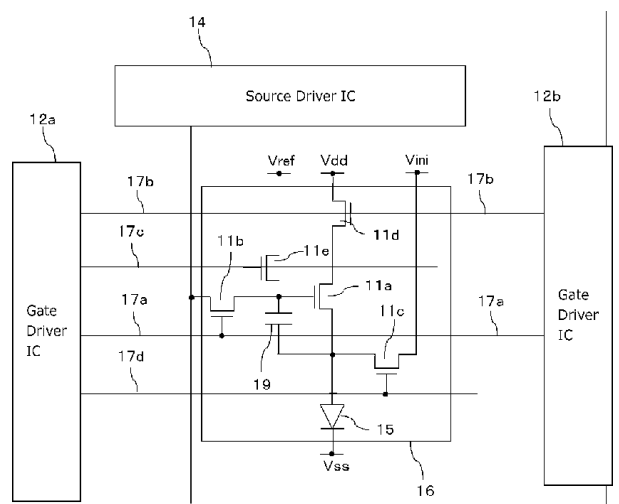 14
Source Driver IC
12a
12b
Vref
Vdd
Vini
17b
17b
11d
17c
11b
11e
11a
17a
17a
11c
Gate
Driver
IC
Gate
Driver
IC
17d
19
15
Vss
16